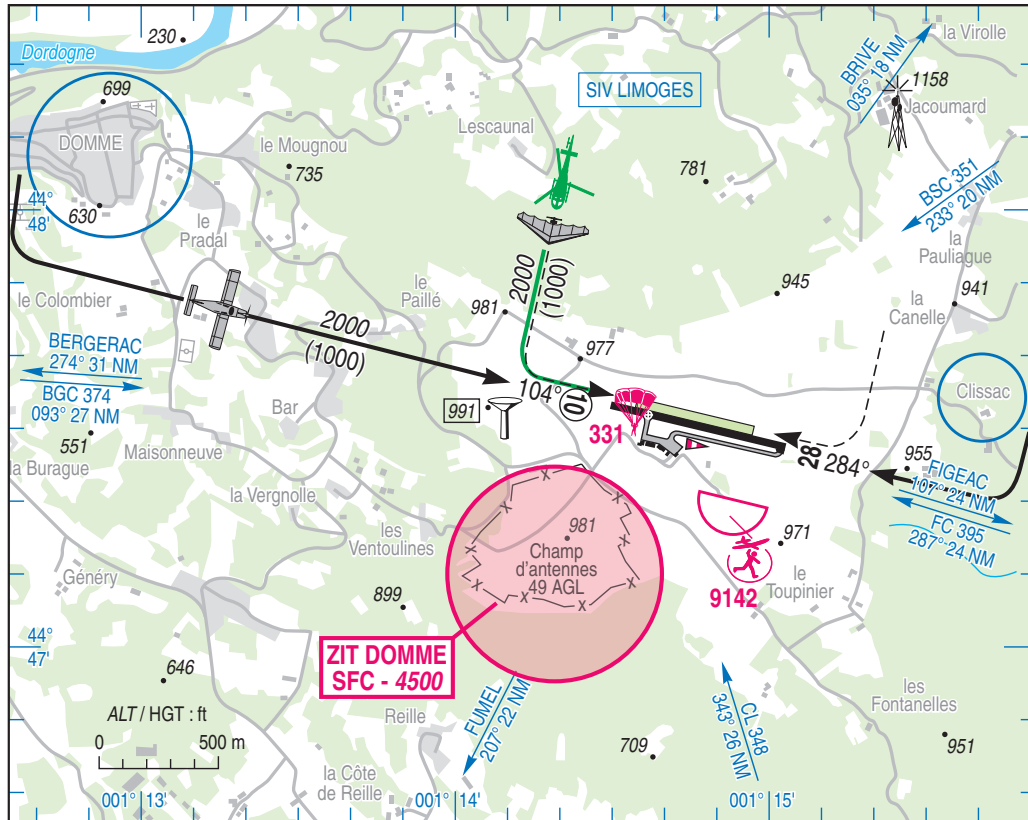 230
Dordogne
699
DOMME
le Mougnou
735
44°
48'
630
le
Pradal
SIV LIMOGES
Lescaunal
781
la Virolle
BRIVE
035° 18 NM
1158
Jacoumard
BSC 351
233° 20 NM
la
Pauliague
945
941
la
Canelle
le Colombier
le
Paillé
981
2000
(1000)
2000
(1000)
977
BERGERAC
274° 31 NM
BGC 374
093° 27 NM
104°
10
991
331
Bar
551
la Burague
Maisonneuve
Clissac
28
284°
955
FIGEAC
107° 24 NM
FC 395
287° 24 NM
la Vergnolle
les
Ventoulines
981
Champ
d'antennes
49 AGL
971
le
Toupinier
9142
Généry
899
44°
47'
ZIT DOMME
SFC - 4500
646
ALT / HGT : ft
0 500 m
Reille
FUMEL
207° 22 NM
CL 348
343° 26 NM
les
Fontanelles
709
951
la Côte
de Reille
001° 13'
001° 14'
001° 15'